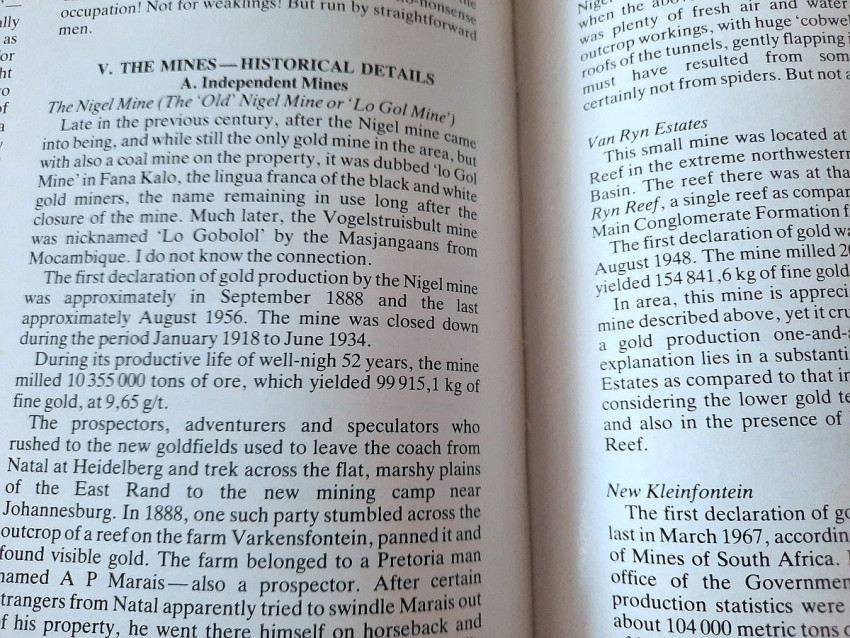 no-nonsense
occupation! Not for weaklings! But run by straightforward
men.
V. THE MINES—HISTORICAL DETAILS
A. Independent Mines
The Nigel Mine (The 'Old' Nigel Mine or 'Lo Gol Mine')
Late in the previous century, after the Nigel mine came
into being, and while still the only gold mine in the area, but
with also a coal mine on the property, it was dubbed 'lo Gol
Mine' in Fana Kalo, the lingua franca of the black and white
gold miners, the name remaining in use long after the
closure of the mine. Much later, the Vogelstruisbult mine
was nicknamed 'Lo Gobolol' by the Masjangaans from
Mocambique. I do not know the connection.
The first declaration of gold production by the Nigel mine
was approximately in September 1888 and the last
approximately August 1956. The mine was closed down
during the period January 1918 to June 1934.
During its productive life of well-nigh 52 years, the mine
milled 10 355 000 tons of ore, which yielded 99 915,1 kg of
fine gold, at 9,65 g/t.
The prospectors, adventurers and speculators who
rushed to the new goldfields used to leave the coach from
Natal at Heidelberg and trek across the flat, marshy plains
of the East Rand to the new mining camp near
Johannesburg. In 1888, one such party stumbled across the
outcrop of a reef on the farm Varkensfontein, panned it and
found visible gold. The farm belonged to a Pretoria man
named A P Marais—also a prospector. After certain
trangers from Natal apparently tried to swindle Marais out
f his property, he went there himself on horseback and
when the abo
was plenty of fresh air and water
outcrop workings, with huge 'cobwe
roofs of the tunnels, gently flapping i
must have resulted from som
certainly not from spiders. But not a
Van Ryn Estates
This small mine was located at
Reef in the extreme northwestern
Basin. The reef there was at tha
Ryn Reef, a single reef as compar
Main Conglomerate Formation f
The first declaration of gold wa
August 1948. The mine milled 20
yielded 154 841,6 kg of fine gold
In area, this mine is appreci
mine described above, yet it cru
a gold production one-and-a
explanation lies in a substanti
Estates as compared to that in
considering the lower gold te
and also in the presence of
Reef.
New Kleinfontein
The first declaration of go
last in March 1967, accordin
of Mines of South Africa.
office of the Governmen
production statistics were
about 104 000 metric tons o